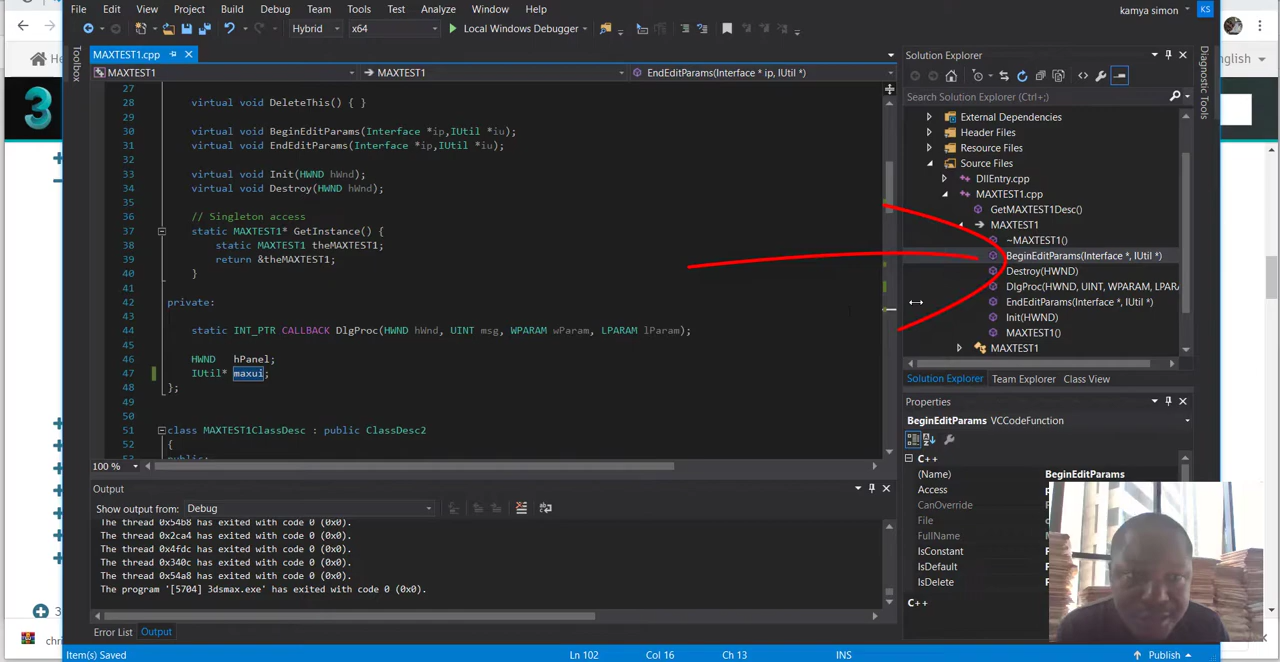 File Edit View Project Build Debug Team Tools Test Analyze Window Help
kamya simon KS
Hybrid x64 Local Windows Debugger
nglish
MAXTEST1.cpp
Toolbox
MAXTEST1 MAXTEST1 EndEditParams(Interface * ip, IUtil *)
27
28 virtual void DeleteThis() { }
29
30 virtual void BeginEditParams(Interface *ip,IUtil *iu);
31 virtual void EndEditParams(Interface *ip,IUtil *iu);
32
33 virtual void Init(HWND hWnd);
34 virtual void Destroy(HWND hWnd);
35
36 // Singleton access
37 static MAXTEST1* GetInstance() {
38 static MAXTEST1 theMAXTEST1;
39 return &theMAXTEST1;
40 }
41
42 private:
43
44 static INT_PTR CALLBACK DlgProc(HWND hWnd, UINT msg, WPARAM wParam, LPARAM lParam);
45
46 HWND hPanel;
47 IUtil* maxui;
48 };
49
50
51 class MAXTEST1ClassDesc : public ClassDesc2
52 {
53 public:
100 %
Output
Show output from: Debug
The thread 0x54b8 has exited with code 0 (0x0).
The thread 0x2ca4 has exited with code 0 (0x0).
The thread 0x4fdc has exited with code 0 (0x0).
The thread 0x340c has exited with code 0 (0x0).
The thread 0x54a8 has exited with code 0 (0x0).
The program '[5704] 3dsmax.exe' has exited with code 0 (0x0).
Error List Output
Solution Explorer
Search Solution Explorer (Ctrl+;)
External Dependencies
Header Files
Resource Files
Source Files
DllEntry.cpp
MAXTEST1.cpp
GetMAXTEST1Desc()
MAXTEST1
~MAXTEST1()
BeginEditParams(Interface *, IUtil *)
Destroy(HWND)
DlgProc(HWND, UINT, WPARAM, LPARA
EndEditParams(Interface *, IUtil *)
Init(HWND)
MAXTEST1()
MAXTEST1
Solution Explorer Team Explorer Class View
Properties
BeginEditParams VCCodeFunction
C++
(Name) BeginEditParams
Access
CanOverride
File
FullName
IsConstant
IsDefault
IsDelete
C++
Diagnostic Tools
Item(s) Saved Ln 102 Col 16 Ch 13 INS Publish
He
3
3
chr